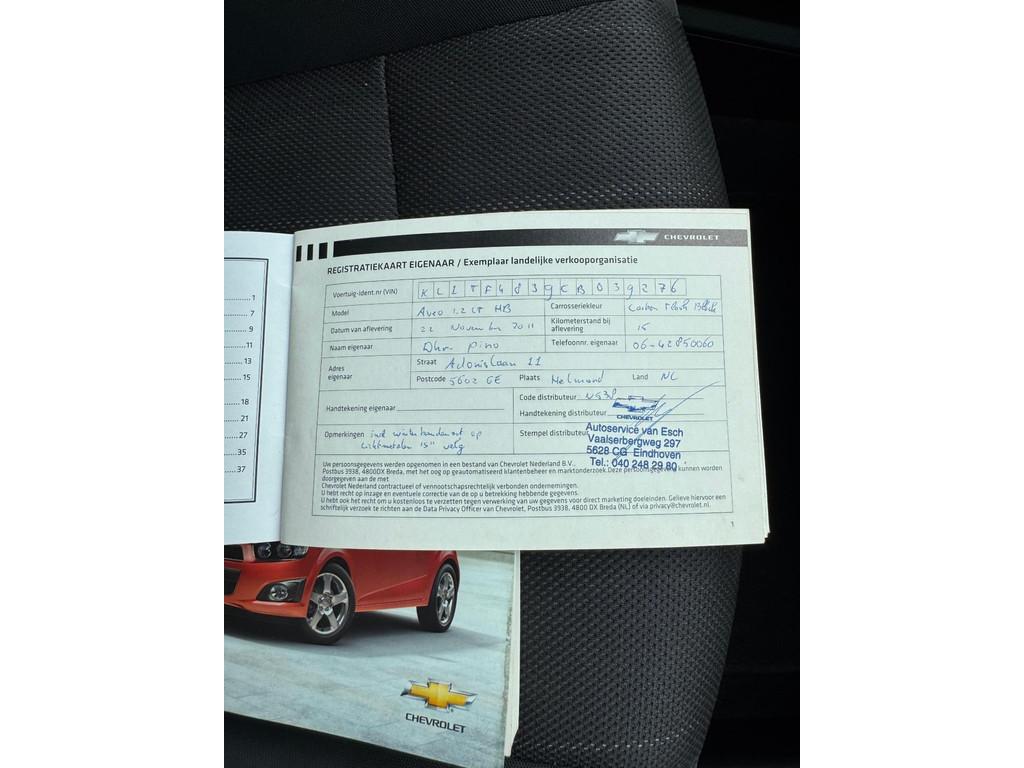 CHEVROLET
REGISTRATIEKAART EIGENAAR / Exemplaar landelijke verkooporganisatie
Voertuig-ident.nr (VIN) KL1TF483gCB039276
Model Aveo 1.2 LT HB Carrosseriekleur Carbon Flash Black
Datum van aflevering 22 November 2011 Kilometerstand bij aflevering 15
Naam eigenaar Dhr. Pino Telefoonnr. eigenaar 06-42850060
Adres eigenaar Straat Adonislaan 11
Postcode GE Plaats Helmond Land NL
Code distributeur
Handtekening eigenaar Handtekening distributeur
CHEVROLET
Opmerkingen incl winterbandenset op
Lichtmetalen 15" velg
Stempel distributeur
Autoservice van Esch
Vaalserbergweg 297
5628 CG Eindhoven
Tel.: 040 248 29 80
Uw persoonsgegevens werden opgenomen in een bestand van Chevrolet Nederland B.V.,
Postbus 3938, 4800DX Breda, met het oog op geautomatiseerd klantenbeheer en marktonderzoek. Deze persoonsgegevens kunnen worden
doorgegeven aan de met
Chevrolet Nederland contractueel of vennootschapsrechtelijk verbonden ondernemingen.
U hebt recht op inzage en eventuele correctie van de op u betrekking hebbende gegevens.
U hebt ook het recht om u kosteloos te verzetten tegen verwerking van uw gegevens voor direct marketing doeleinden. Gelieve hiervoor een
schriftelijk verzoek te richten aan de Data Privacy Officer van Chevrolet, Postbus 3938, 4800 DX Breda (NL) of via privacy@chevrolet.nl.
1
1
7
9
11
13
15
18
21
27
35
37
CHEVROLET